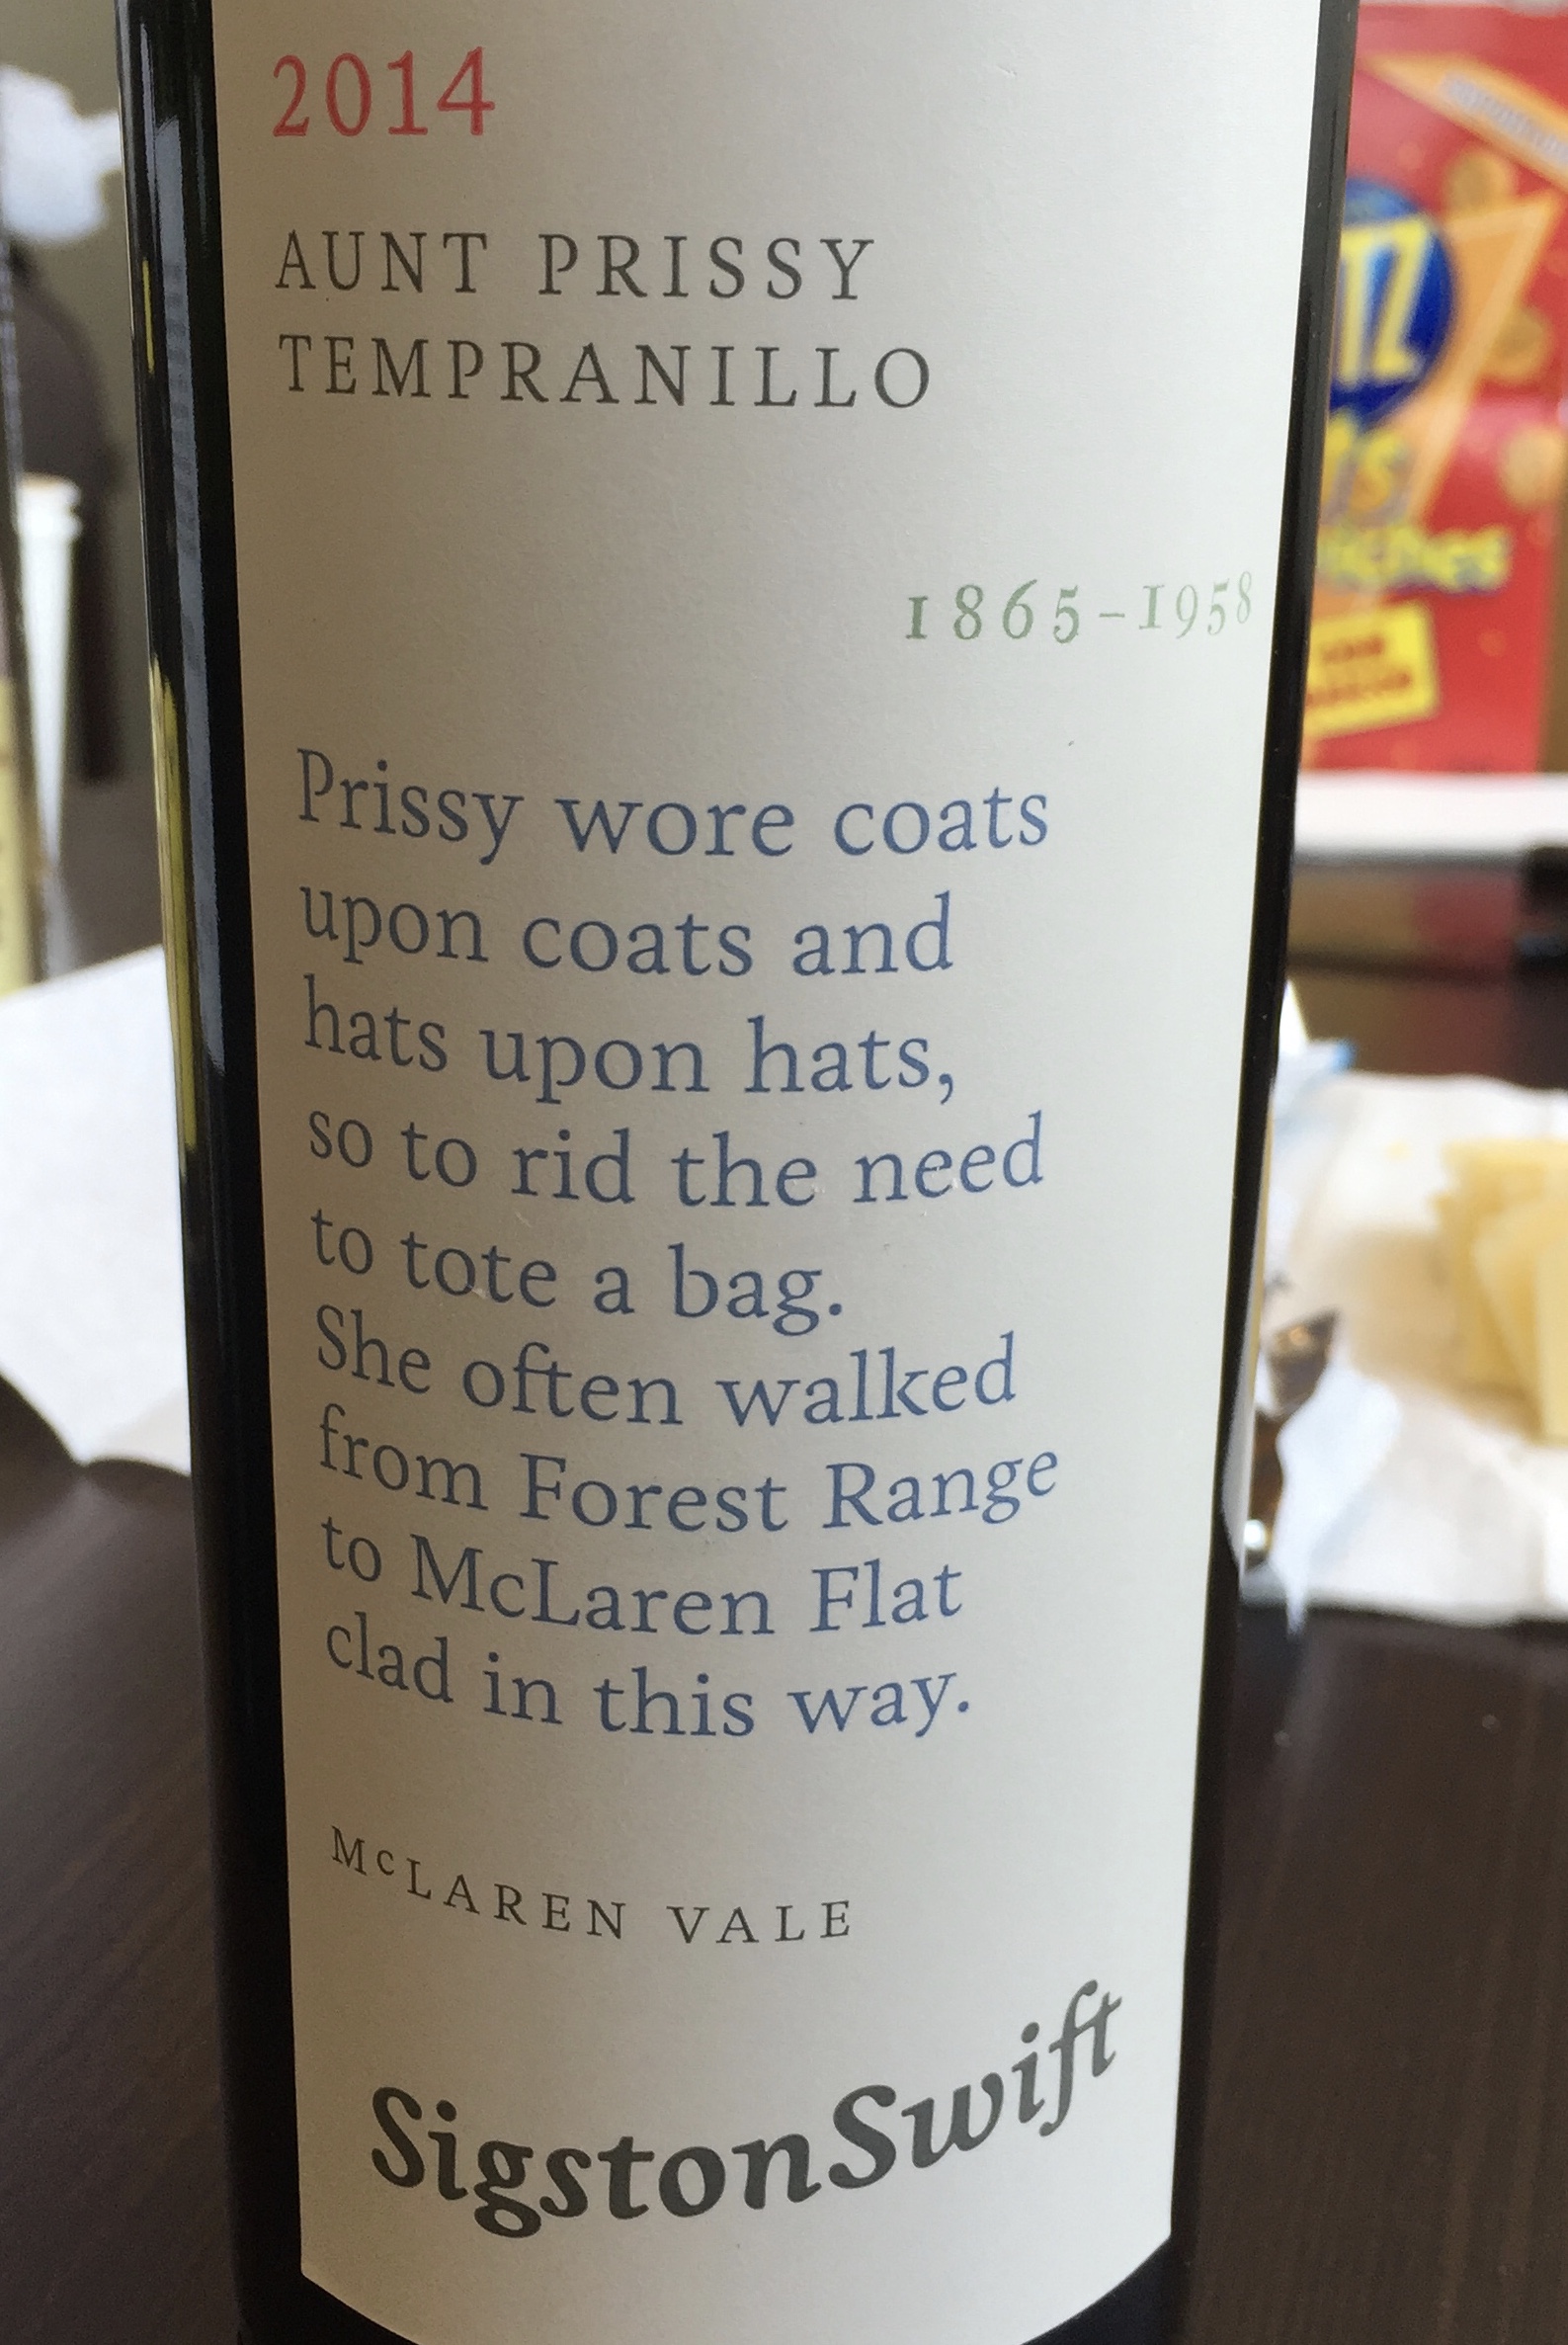 2014
AUNT PRISSY
TEMPRANILLO
1865–1958
Prissy wore coats
upon coats and
hats upon hats,
so to rid the need
to tote a bag.
She often walked
from Forest Range
to McLaren Flat
clad in this way.
McLAREN VALE
SigstonSwift